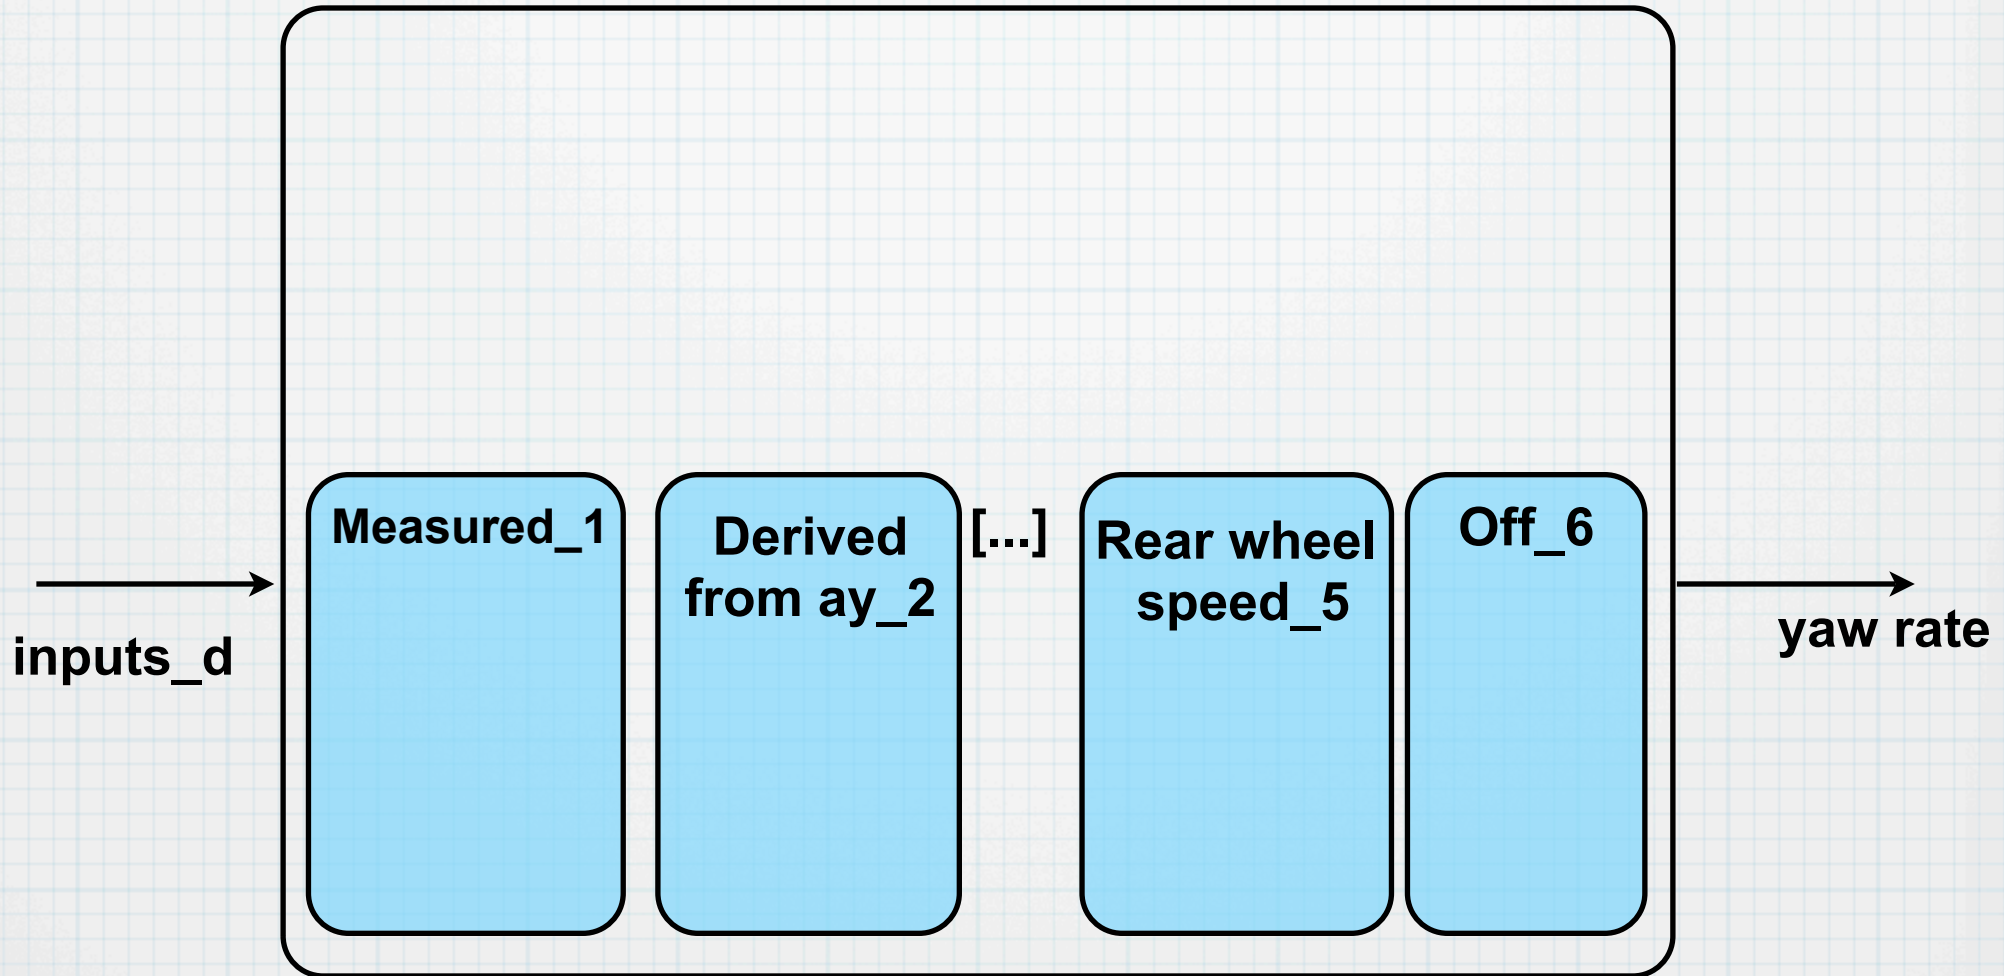 Measured_1
Derived
from ay_2
[...]
Rear wheel
speed_5
Off_6
inputs_d
yaw rate